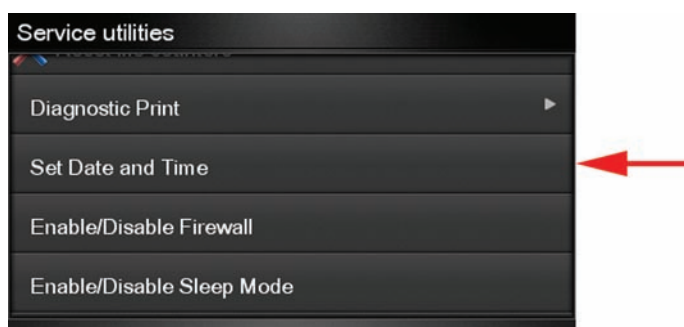 Service utilities
Diagnostic Print
Set Date and Time
Enable/Disable Firewall
Enable/Disable Sleep Mode